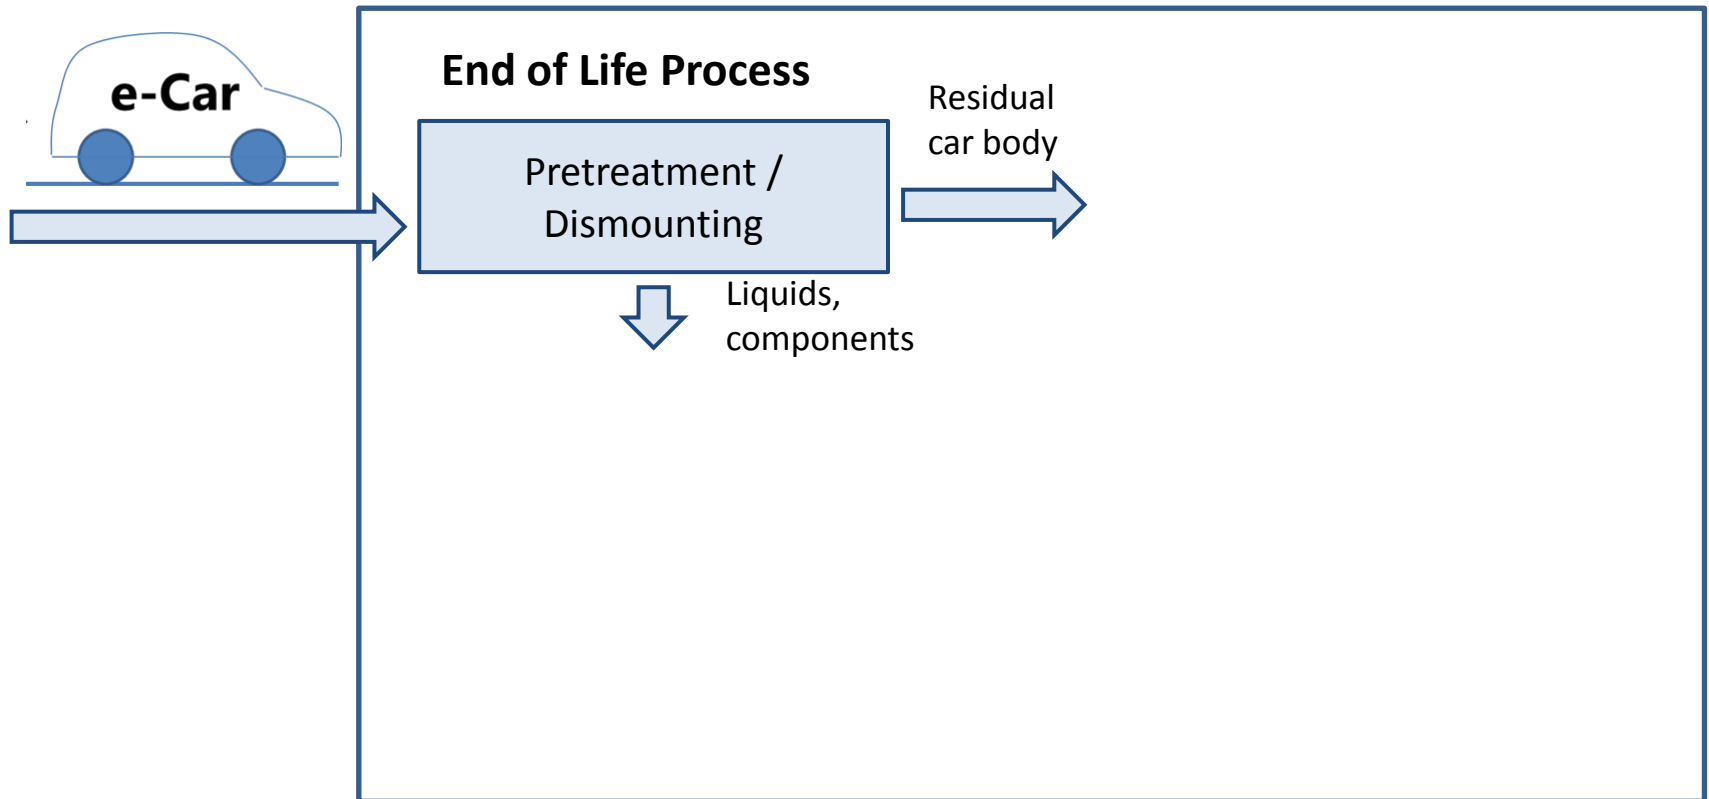 e-Car
End of Life Process
Pretreatment /
Dismounting
Residual
car body
Liquids,
components